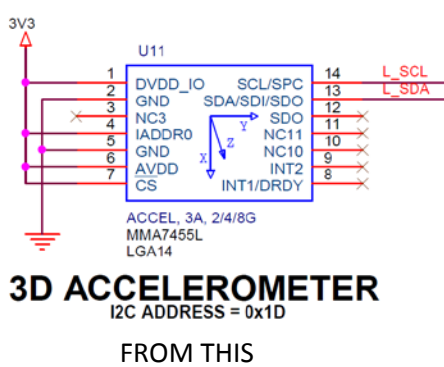 3V3
U11
1 DVDD_IO SCL/SPC 14 L_SCL
2 GND SDA/SDI/SDO 13 L_SDA
3 NC3 SDO 12
4 IADDR0 Y NC11 11
5 GND Z NC10 10
6 AVDD X INT2 9
7 CS INT1/DRDY 8
ACCEL, 3A, 2/4/8G
MMA7455L
LGA14
3D ACCELEROMETER
I2C ADDRESS = 0x1D
FROM THIS